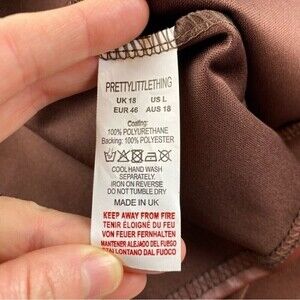 PRETTYLITTLETHING
UK 18 US L
EUR 46 AUS 18
Coating:
100% POLYURETHANE
Backing: 100% POLYESTER
COOL HAND WASH
SEPARATELY.
IRON ON REVERSE
DO NOT TUMBLE DRY
MADE IN UK
KEEP AWAY FROM FIRE
TENIR ÉLOIGNÉ DU FEU
VON FEUER FERNHALTEN
MANTENER ALEJADO DEL FUEGO
LONTANO DAL FUOCO